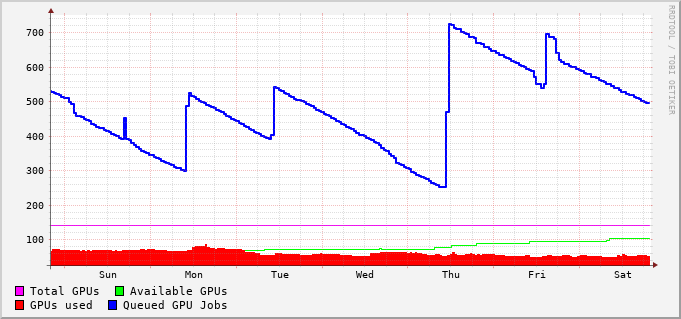 RRDTOOL / TOBI OETIKER
700
600
500
400
300
200
100
Sun Mon Tue Wed Thu Fri Sat
Total GPUs Available GPUs
GPUs used Queued GPU Jobs